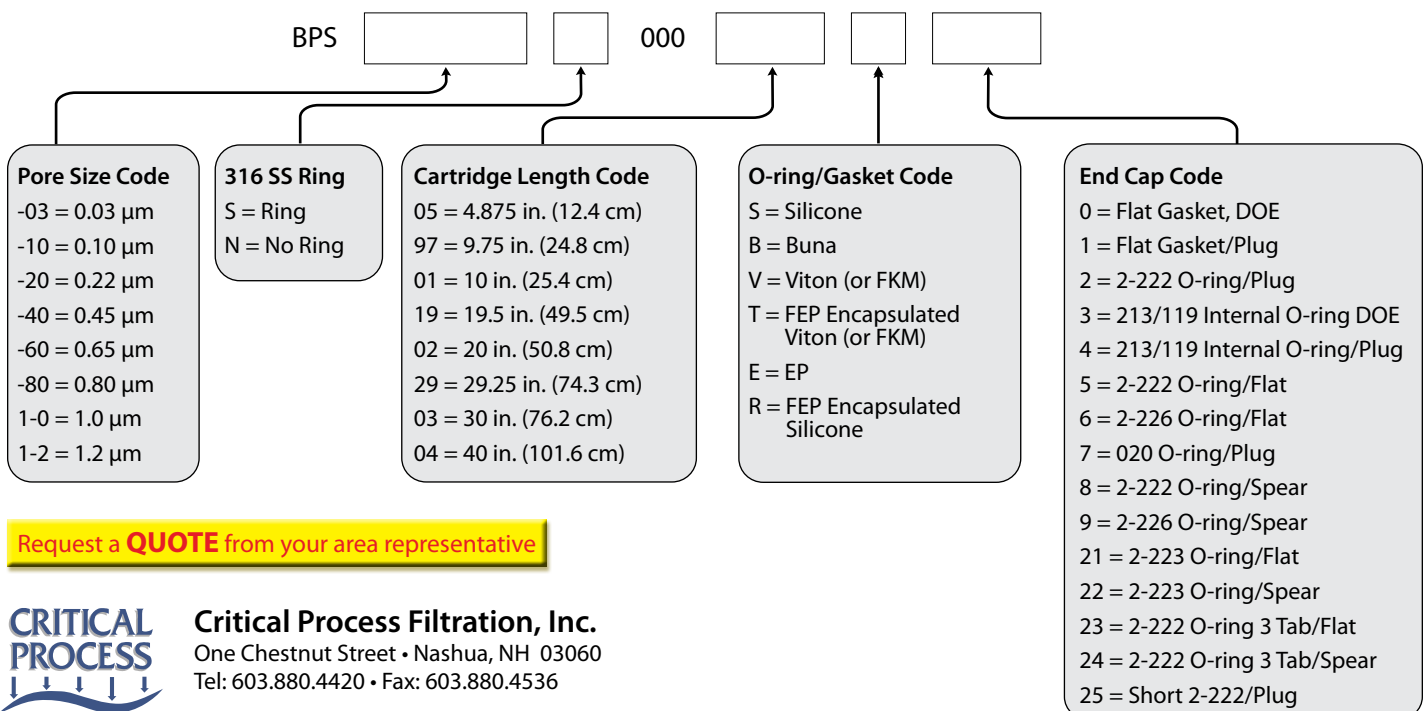 BPS 000
Pore Size Code
-03 = 0.03 µm
-10 = 0.10 µm
-20 = 0.22 µm
-40 = 0.45 µm
-60 = 0.65 µm
-80 = 0.80 µm
1-0 = 1.0 µm
1-2 = 1.2 µm
316 SS Ring
S = Ring
N = No Ring
Cartridge Length Code
05 = 4.875 in. (12.4 cm)
97 = 9.75 in. (24.8 cm)
01 = 10 in. (25.4 cm)
19 = 19.5 in. (49.5 cm)
02 = 20 in. (50.8 cm)
29 = 29.25 in. (74.3 cm)
03 = 30 in. (76.2 cm)
04 = 40 in. (101.6 cm)
O-ring/Gasket Code
S = Silicone
B = Buna
V = Viton (or FKM)
T = FEP Encapsulated
Viton (or FKM)
E = EP
R = FEP Encapsulated
Silicone
End Cap Code
0 = Flat Gasket, DOE
1 = Flat Gasket/Plug
2 = 2-222 O-ring/Plug
3 = 213/119 Internal O-ring DOE
4 = 213/119 Internal O-ring/Plug
5 = 2-222 O-ring/Flat
6 = 2-226 O-ring/Flat
7 = 020 O-ring/Plug
8 = 2-222 O-ring/Spear
9 = 2-226 O-ring/Spear
21 = 2-223 O-ring/Flat
22 = 2-223 O-ring/Spear
23 = 2-222 O-ring 3 Tab/Flat
24 = 2-222 O-ring 3 Tab/Spear
25 = Short 2-222/Plug
Request a QUOTE from your area representative
CRITICAL
PROCESS
Critical Process Filtration, Inc.
One Chestnut Street • Nashua, NH 03060
Tel: 603.880.4420 • Fax: 603.880.4536